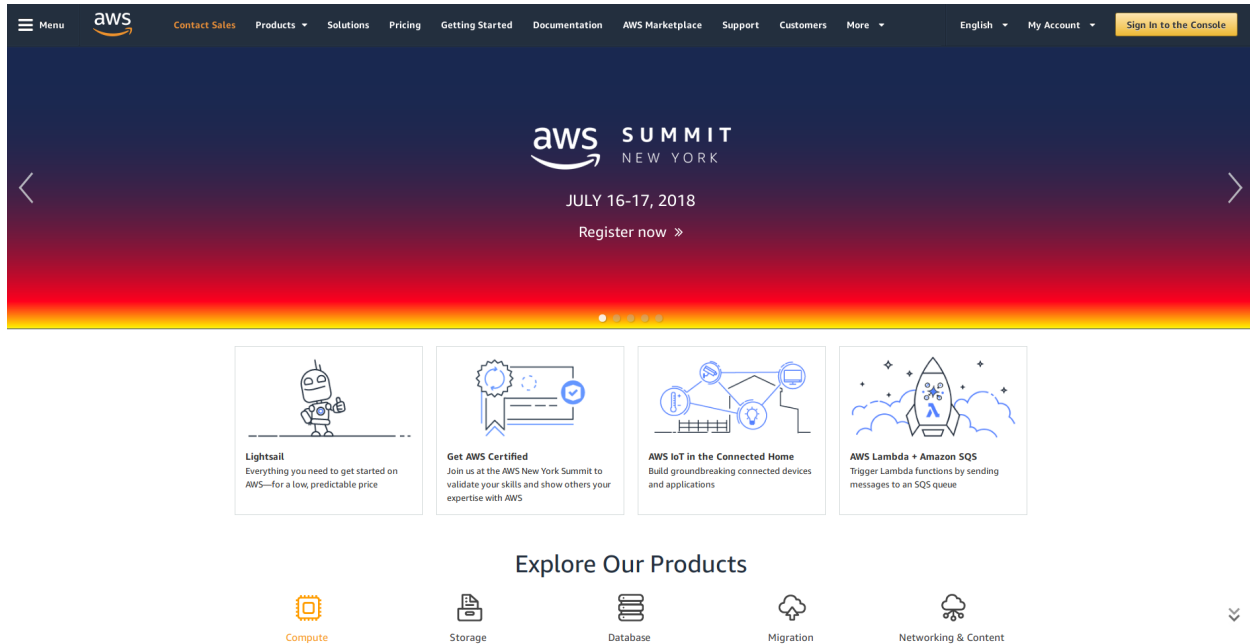 Menu
aws
Contact Sales
Products
Solutions
Pricing
Getting Started
Documentation
AWS Marketplace
Support
Customers
More
English
My Account
Sign In to the Console
aws SUMMIT
NEW YORK
JULY 16-17, 2018
Register now »
Lightsail
Everything you need to get started on
AWS—for a low, predictable price
Get AWS Certified
Join us at the AWS New York Summit to
validate your skills and show others your
expertise with AWS
AWS IoT in the Connected Home
Build groundbreaking connected devices
and applications
AWS Lambda + Amazon SQS
Trigger Lambda functions by sending
messages to an SQS queue
Explore Our Products
Compute
Storage
Database
Migration
Networking & Content